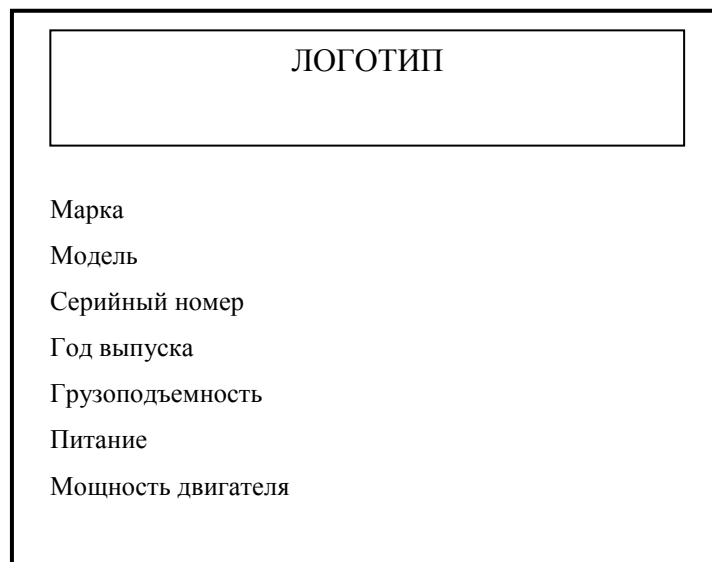 ЛОГОТИП
Марка
Модель
Серийный номер
Год выпуска
Грузоподъемность
Питание
Мощность двигателя